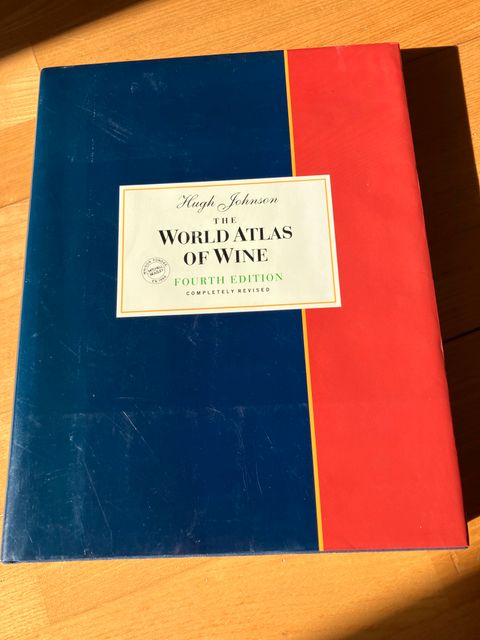 Hugh Johnson
THE
WORLD ATLAS
OF WINE
FOURTH EDITION
COMPLETELY REVISED